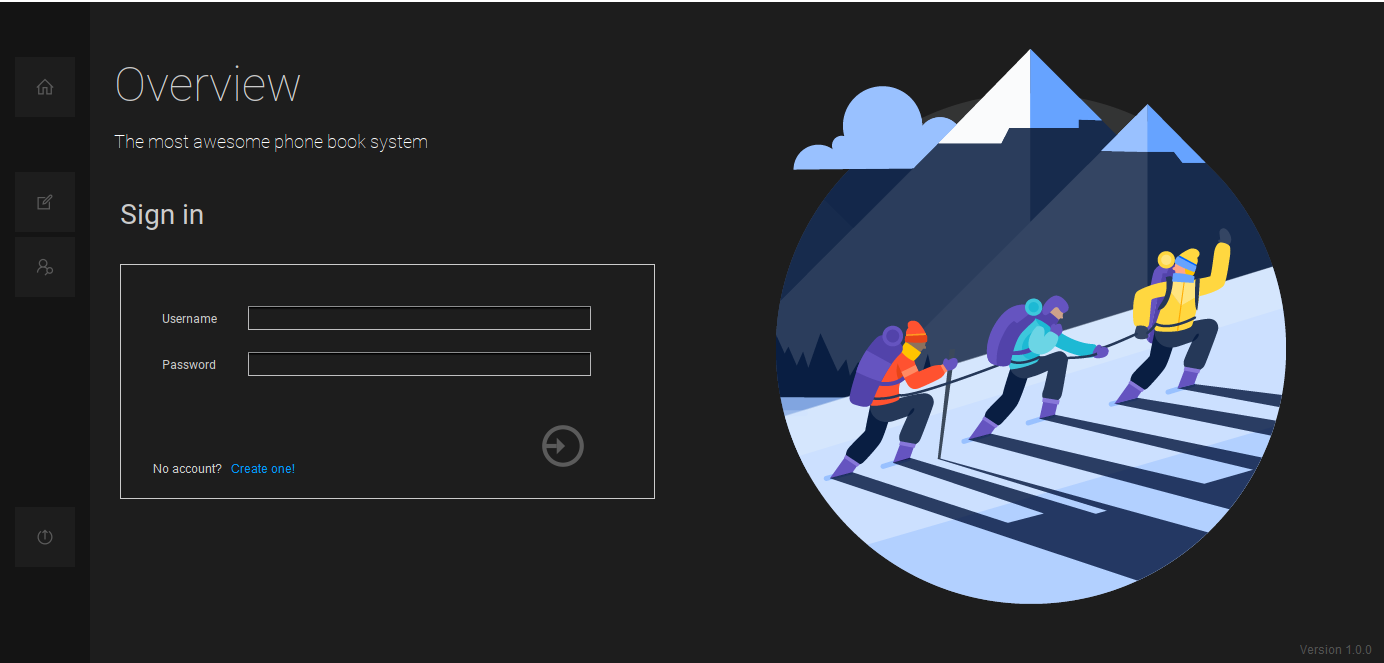 Overview
The most awesome phone book system
Sign in
Username
Password
No account? Create one!
Version 1.0.0